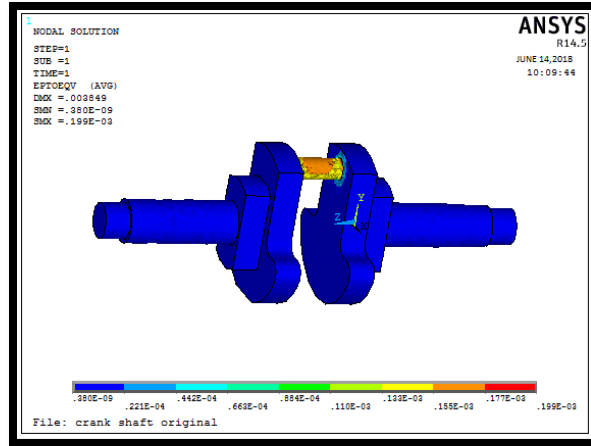 1
NODAL SOLUTION
STEP=1
SUB =1
TIME=1
EPTOEQV (AVG)
DMX =.003849
SMN =.380E-09
SMX =.199E-03
ANSYS
R14.5
JUNE 14,2018
10:09:44
Y
Z
.380E-09 .442E-04 .884E-04 .133E-03 .177E-03
.221E-04 .663E-04 .110E-03 .155E-03 .199E-03
File: crank shaft original